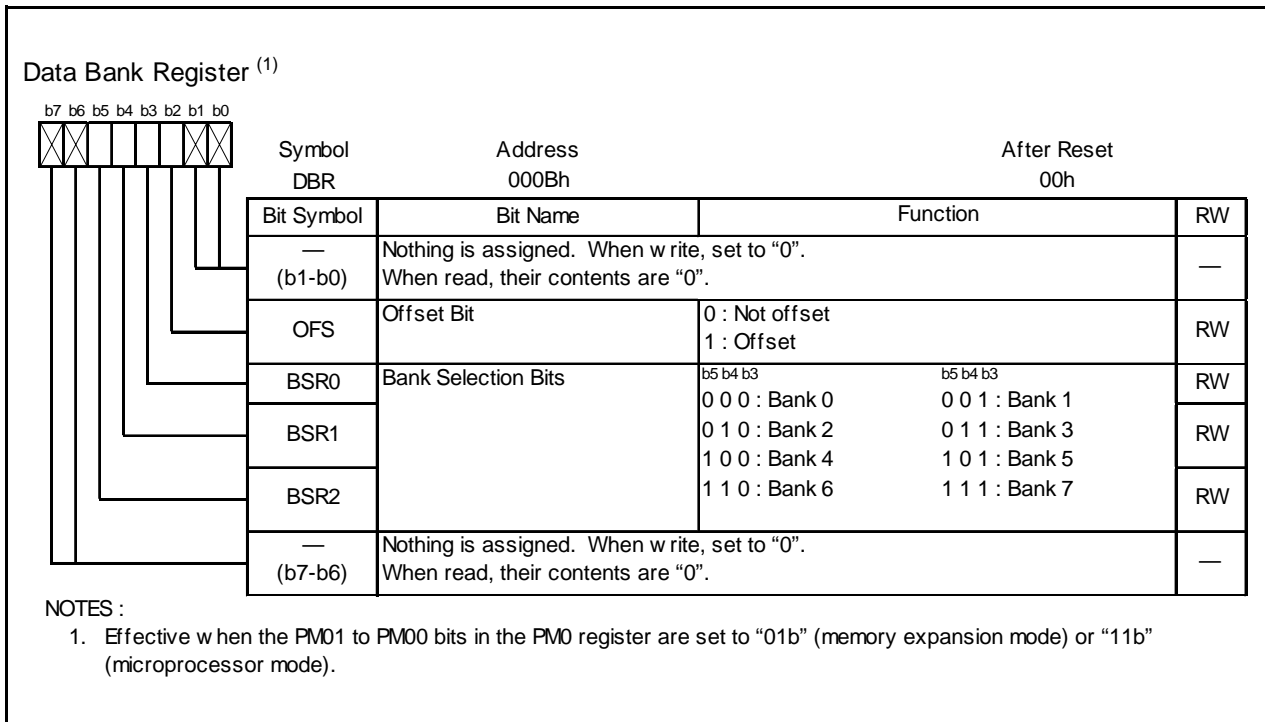 Data Bank Register (1)
b7 b6 b5 b4 b3 b2 b1 b0
Symbol Address After Reset
DBR 000Bh 00h
Bit Symbol Bit Name Function RW
—
(b1-b0)
Nothing is assigned. When write, set to “0”.
When read, their contents are “0”.
—
OFS
Offset Bit
0 : Not offset
1 : Offset
RW
BSR0
BSR1
BSR2
Bank Selection Bits
b5 b4 b3 b5 b4 b3
0 0 0 : Bank 0 0 0 1 : Bank 1
0 1 0 : Bank 2 0 1 1 : Bank 3
1 0 0 : Bank 4 1 0 1 : Bank 5
1 1 0 : Bank 6 1 1 1 : Bank 7
RW
RW
RW
—
(b7-b6)
Nothing is assigned. When write, set to “0”.
When read, their contents are “0”.
—
NOTES :
1. Effective when the PM01 to PM00 bits in the PM0 register are set to “01b” (memory expansion mode) or “11b”
(microprocessor mode).